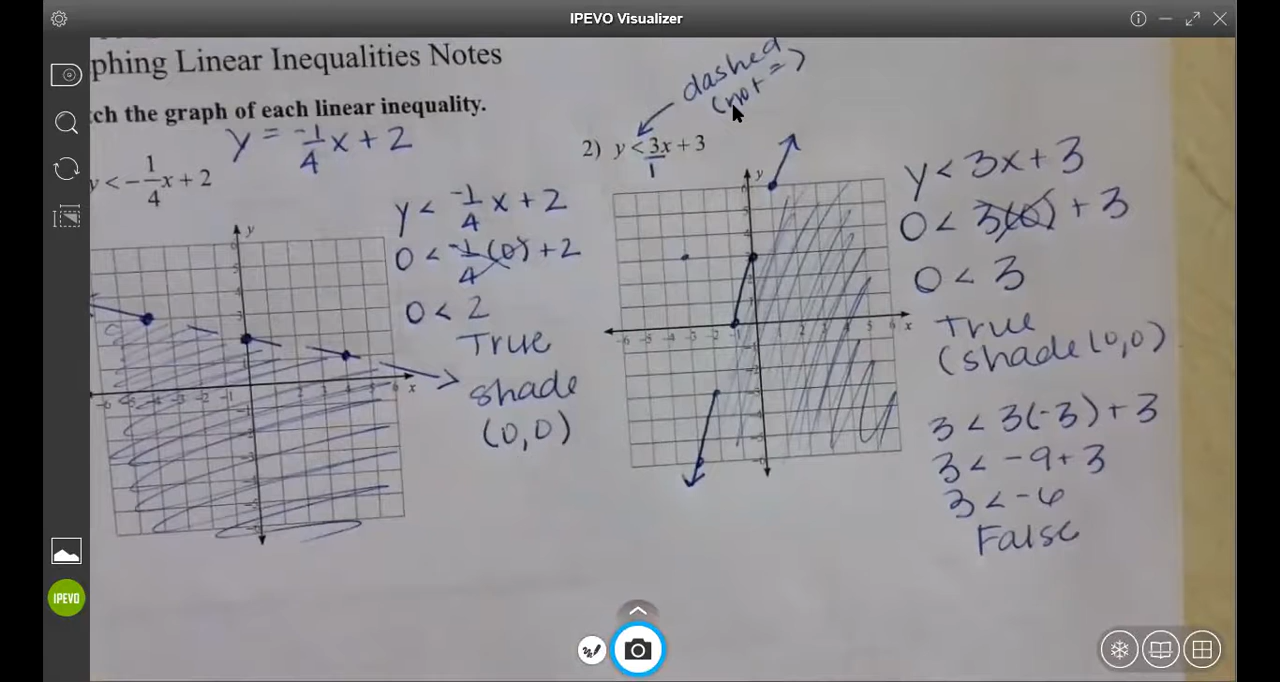 IPEVO Visualizer
phing Linear Inequalities Notes
tch the graph of each linear inequality.
y = -1/4 x + 2
y < -1/4 x + 2
y < -1/4 x + 2
0 < -1/4 (0) + 2
0 < 2
True
shade
(0,0)
dashed
(not =)
2) y < 3x + 3
1
y < 3x + 3
0 < 3(0) + 3
0 < 3
True
(shade (0,0)
3 < 3(-3) + 3
3 < -9 + 3
3 < -6
False
y
x
y
x
IPEVO